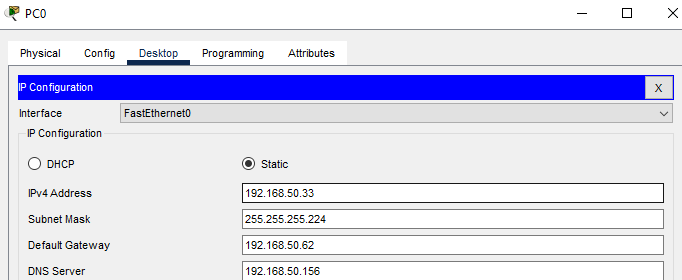 PC0
Physical Config Desktop Programming Attributes
IP Configuration X
Interface FastEthernet0
IP Configuration
DHCP Static
IPv4 Address 192.168.50.33
Subnet Mask 255.255.255.224
Default Gateway 192.168.50.62
DNS Server 192.168.50.156